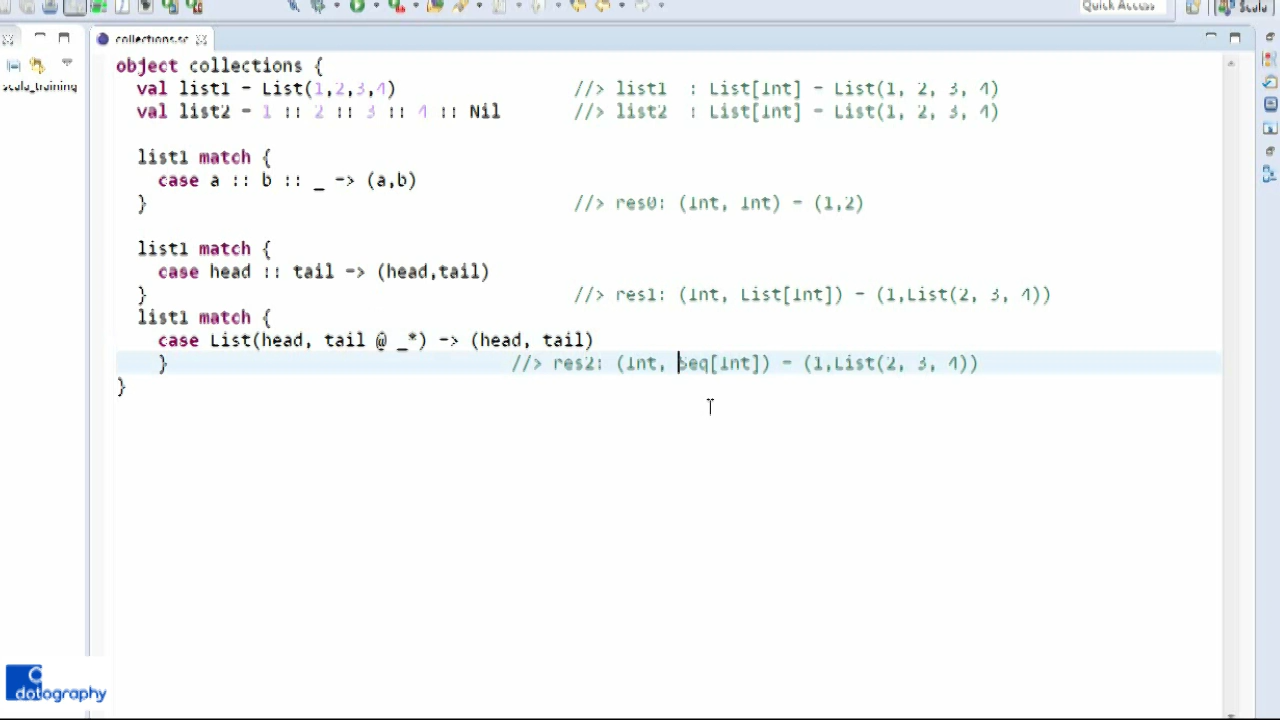 Quick Access
Scala
collections.sc
scala_training
object collections {
val list1 = List(1,2,3,4) //> list1 : List[Int] = List(1, 2, 3, 4)
val list2 = 1 :: 2 :: 3 :: 4 :: Nil //> list2 : List[Int] = List(1, 2, 3, 4)
list1 match {
case a :: b :: _ => (a,b)
} //> res0: (Int, Int) = (1,2)
list1 match {
case head :: tail => (head,tail)
} //> res1: (Int, List[Int]) = (1,List(2, 3, 4))
list1 match {
case List(head, tail @ _*) => (head, tail)
} //> res2: (Int, Seq[Int]) = (1,List(2, 3, 4))
}
dotography